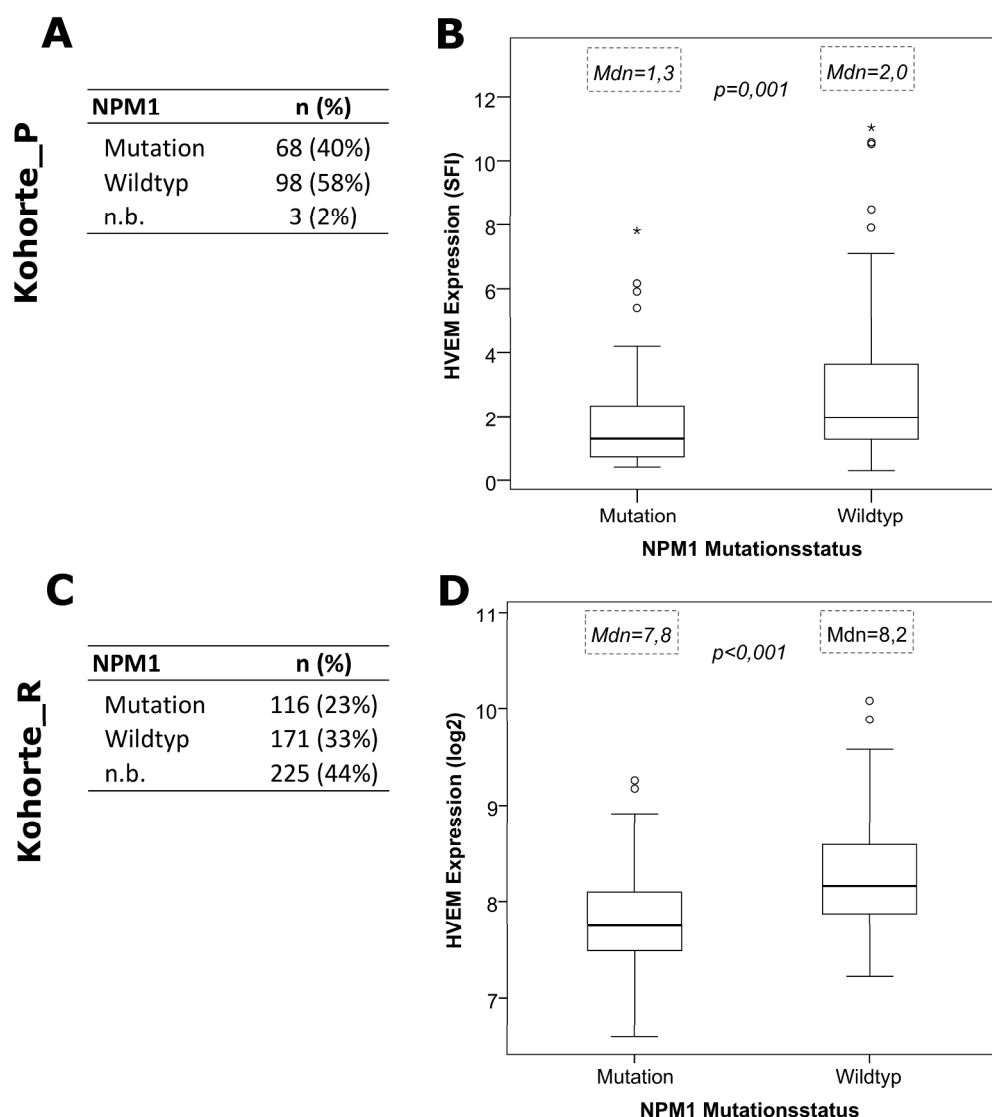 A
Kohorte_P
NPM1 n (%)
Mutation 68 (40%)
Wildtyp 98 (58%)
n.b. 3 (2%)
B
Mdn=1,3
p=0,001
Mdn=2,0
HVEM Expression (SFI)
12
10
8
6
4
2
0
Mutation Wildtyp
NPM1 Mutationsstatus
C
Kohorte_R
NPM1 n (%)
Mutation 116 (23%)
Wildtyp 171 (33%)
n.b. 225 (44%)
D
Mdn=7,8
p<0,001
Mdn=8,2
HVEM Expression (log2)
11
10
9
8
7
Mutation Wildtyp
NPM1 Mutationsstatus